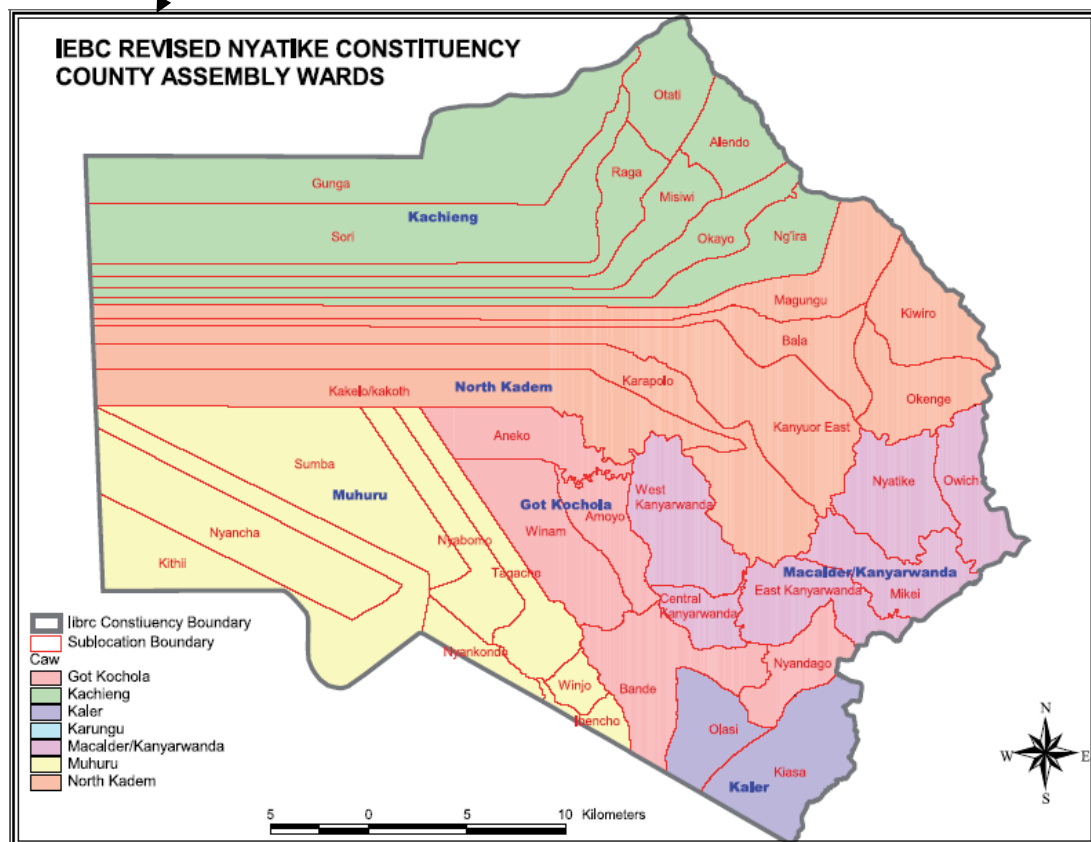 IEBC REVISED NYATIKE CONSTITUENCY
COUNTY ASSEMBLY WARDS
Otati
Alendo
Gunga
Raga
Misiwi
Kachieng
Sori
Okayo
Ng'ira
Magungu
Kiwiro
Bala
Karapolo
North Kadem
Kakelo/kakoth
Okenge
Kanyuor East
Aneko
Sumba
Muhuru
West
Kanyarwanda
Nyatike
Owich
Got Kochola
Amoyo
Winam
Nyancha
Nyabomo
Kithii
Tagache
Macalder/Kanyarwanda
East Kanyarwanda
Mikei
Central
Kanyarwanda
Nyankondo
Nyandago
Winjo
Bande
Ihencho
Olasi
Kiasa
Kaler
Iibrc Constiuency Boundary
Sublocation Boundary
Caw
Got Kochola
Kachieng
Kaler
Karungu
Macalder/Kanyarwanda
Muhuru
North Kadem
5 0 5 10 Kilometers
N
W E
S